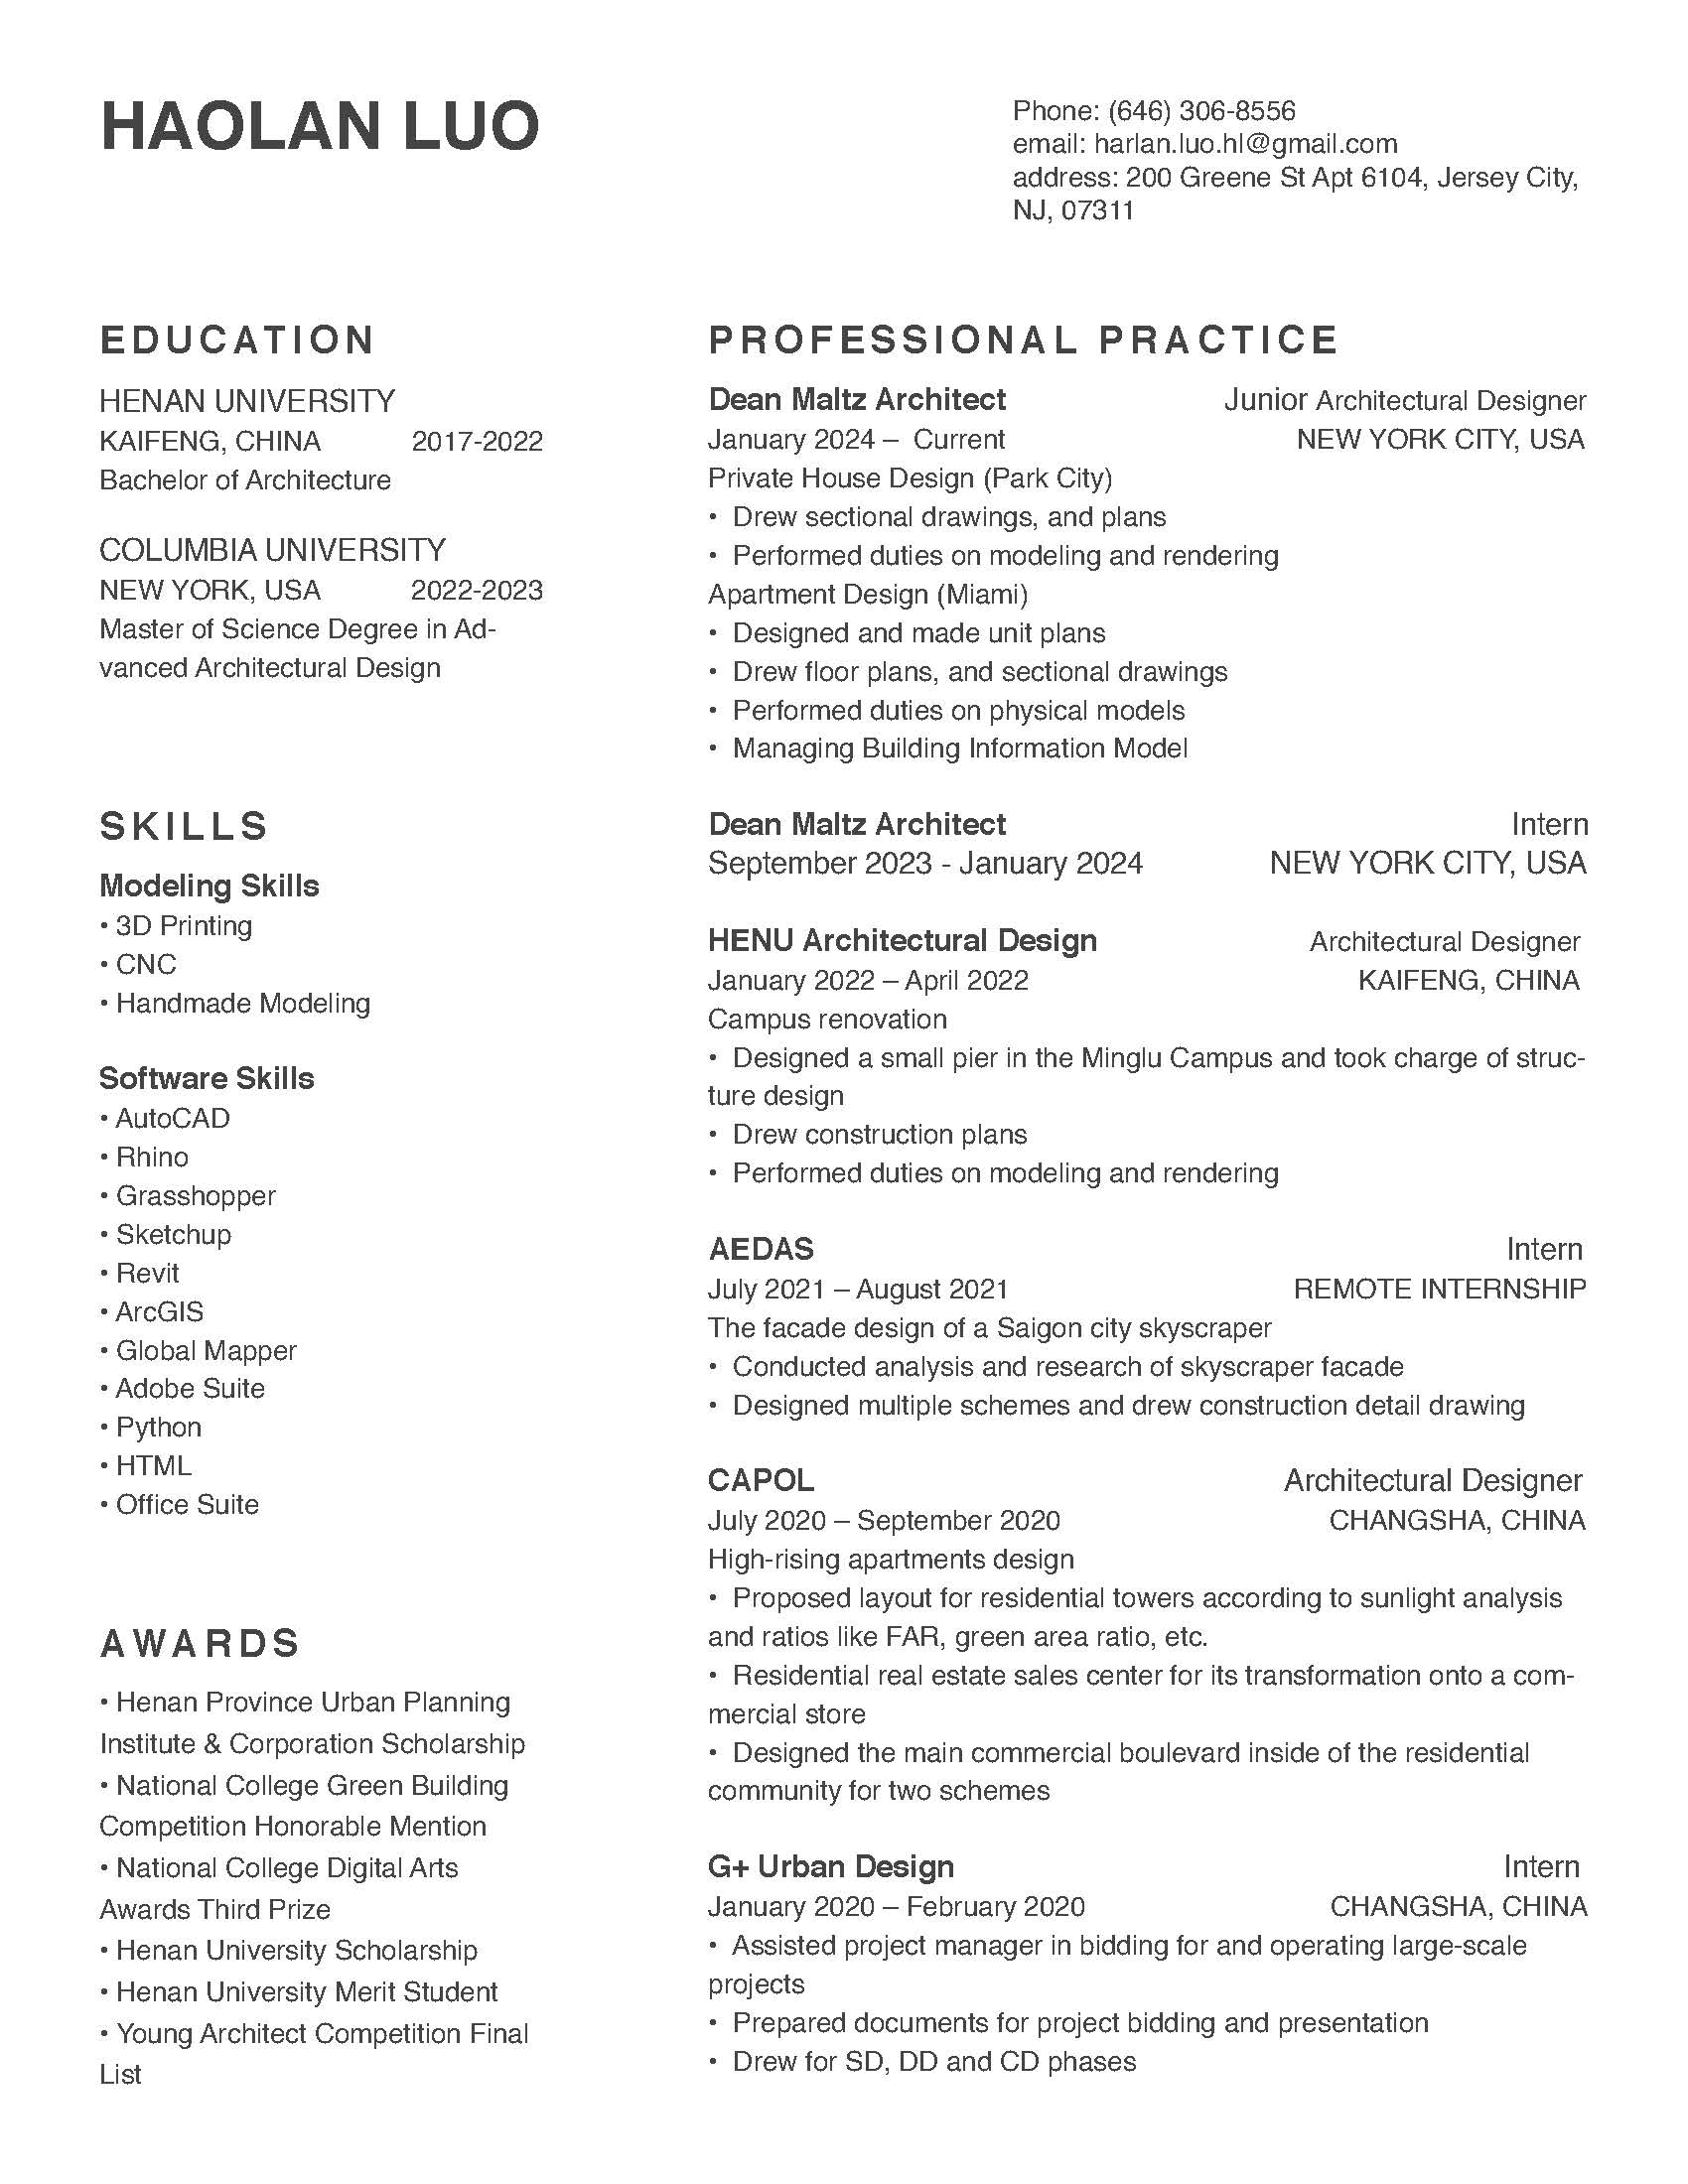 HAOLAN LUO
Phone: (646) 306-8556
email: harlan.luo.hl@gmail.com
address: 200 Greene St Apt 6104, Jersey City,
NJ, 07311
EDUCATION
HENAN UNIVERSITY
KAIFENG, CHINA 2017-2022
Bachelor of Architecture
COLUMBIA UNIVERSITY
NEW YORK, USA 2022-2023
Master of Science Degree in Ad-
vanced Architectural Design
SKILLS
Modeling Skills
• 3D Printing
• CNC
• Handmade Modeling
Software Skills
• AutoCAD
• Rhino
• Grasshopper
• Sketchup
• Revit
• ArcGIS
• Global Mapper
• Adobe Suite
• Python
• HTML
• Office Suite
AWARDS
• Henan Province Urban Planning
Institute & Corporation Scholarship
• National College Green Building
Competition Honorable Mention
• National College Digital Arts
Awards Third Prize
• Henan University Scholarship
• Henan University Merit Student
• Young Architect Competition Final
List
PROFESSIONAL PRACTICE
Dean Maltz Architect Junior Architectural Designer
January 2024 – Current NEW YORK CITY, USA
Private House Design (Park City)
• Drew sectional drawings, and plans
• Performed duties on modeling and rendering
Apartment Design (Miami)
• Designed and made unit plans
• Drew floor plans, and sectional drawings
• Performed duties on physical models
• Managing Building Information Model
Dean Maltz Architect Intern
September 2023 - January 2024 NEW YORK CITY, USA
HENU Architectural Design Architectural Designer
January 2022 – April 2022 KAIFENG, CHINA
Campus renovation
• Designed a small pier in the Minglu Campus and took charge of struc-
ture design
• Drew construction plans
• Performed duties on modeling and rendering
AEDAS Intern
July 2021 – August 2021 REMOTE INTERNSHIP
The facade design of a Saigon city skyscraper
• Conducted analysis and research of skyscraper facade
• Designed multiple schemes and drew construction detail drawing
CAPOL Architectural Designer
July 2020 – September 2020 CHANGSHA, CHINA
High-rising apartments design
• Proposed layout for residential towers according to sunlight analysis
and ratios like FAR, green area ratio, etc.
• Residential real estate sales center for its transformation onto a com-
mercial store
• Designed the main commercial boulevard inside of the residential
community for two schemes
G+ Urban Design Intern
January 2020 – February 2020 CHANGSHA, CHINA
• Assisted project manager in bidding for and operating large-scale
projects
• Prepared documents for project bidding and presentation
• Drew for SD, DD and CD phases